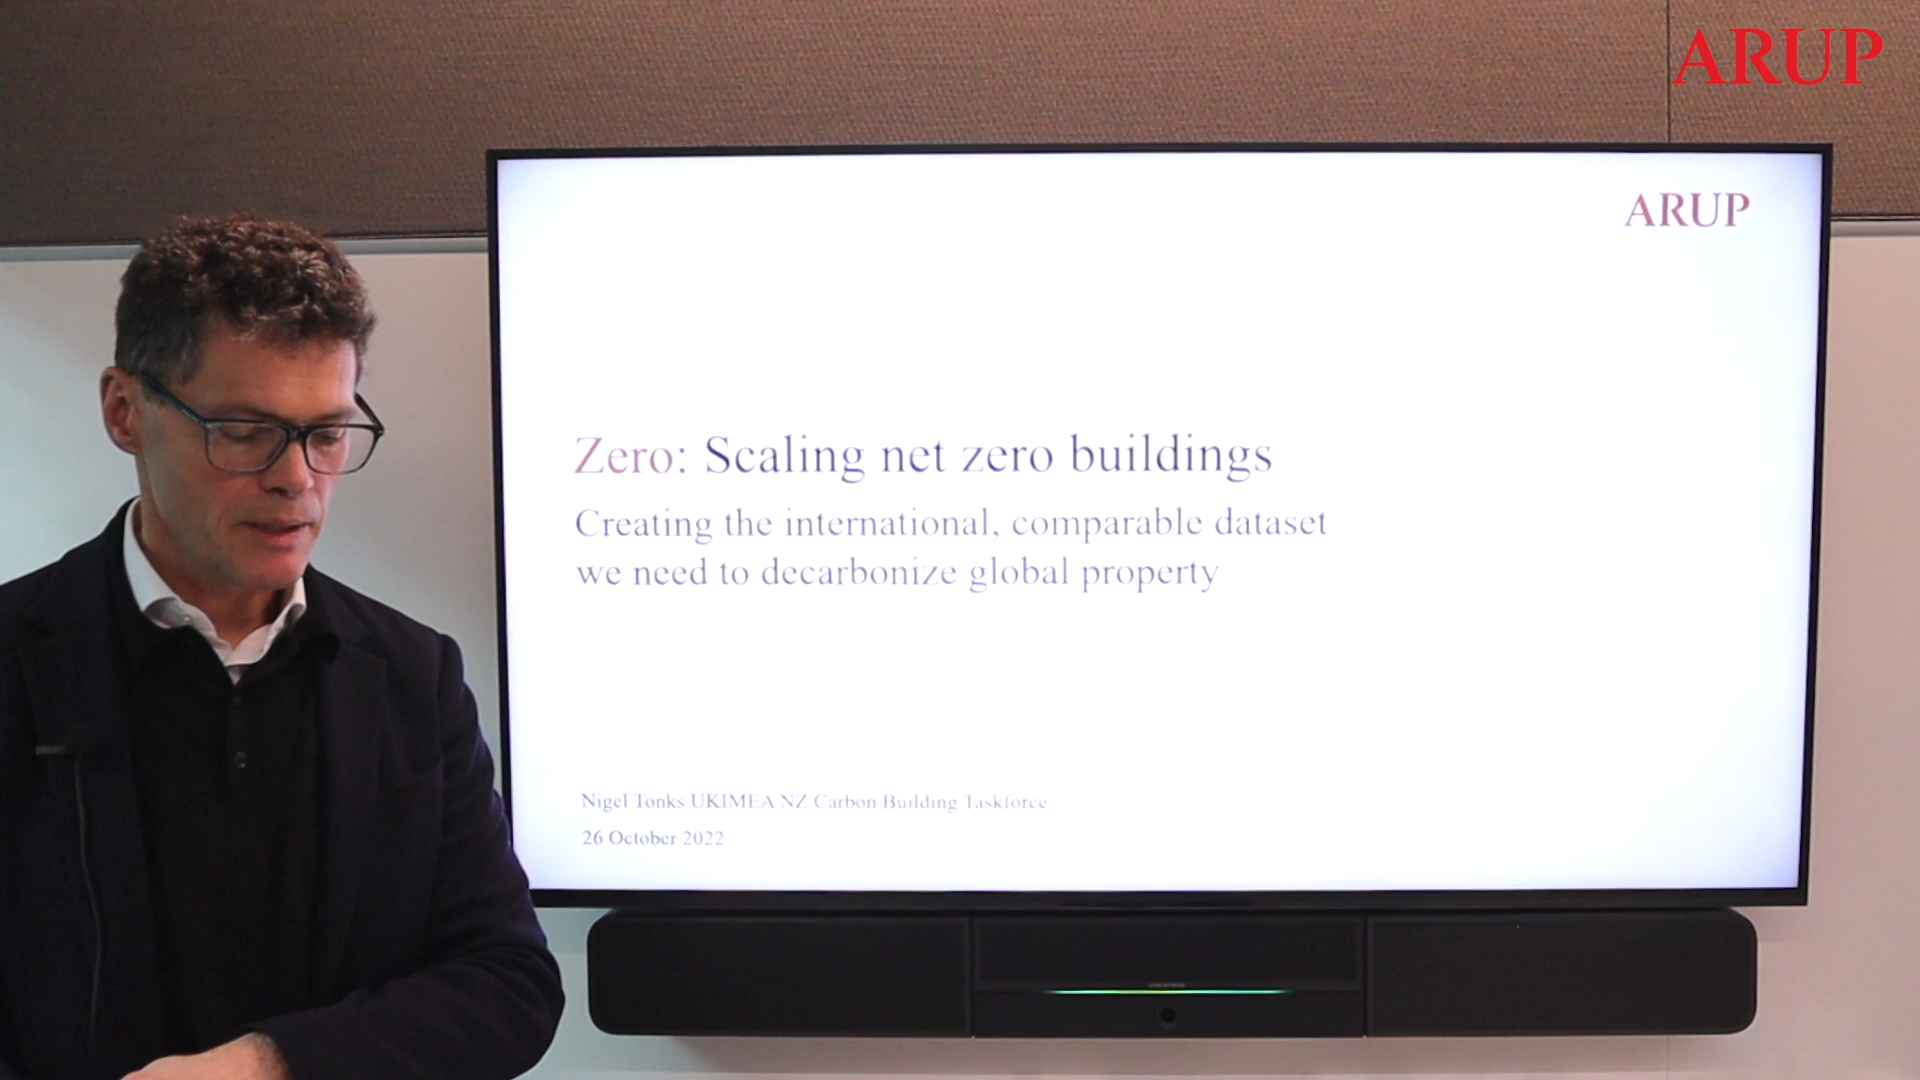 ARUP
ARUP
Zero: Scaling net zero buildings
Creating the international, comparable dataset
we need to decarbonize global property
Nigel Tonks UKIMEA NZ Carbon Building Taskforce
26 October 2022